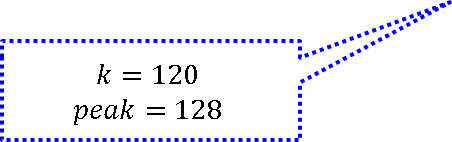 k = 120
peak = 128